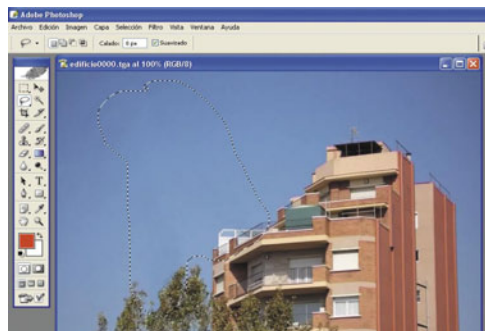 Adobe Photoshop
Archivo Edición Imagen Capa Selección Filtro Vista Ventana Ayuda
Calado: 0 px Suavizado
edificio0000.tga al 100% (RGB/8)
T